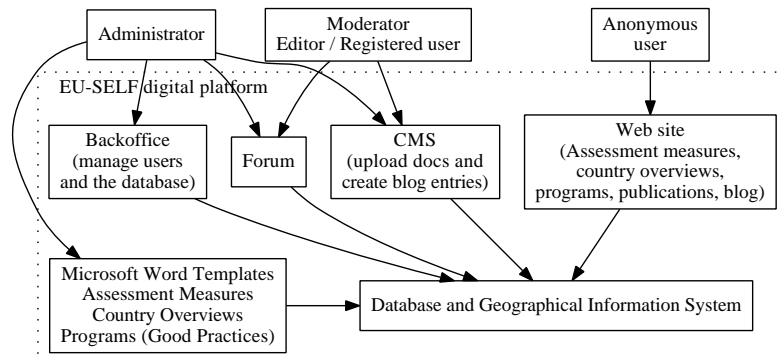 Administrator
Moderator
Editor / Registered user
Anonymous
user
EU-SELF digital platform
Backoffice
(manage users
and the database)
Forum
CMS
(upload docs and
create blog entries)
Web site
(Assessment measures,
country overviews,
programs, publications, blog)
Microsoft Word Templates
Assessment Measures
Country Overviews
Programs (Good Practices)
Database and Geographical Information System